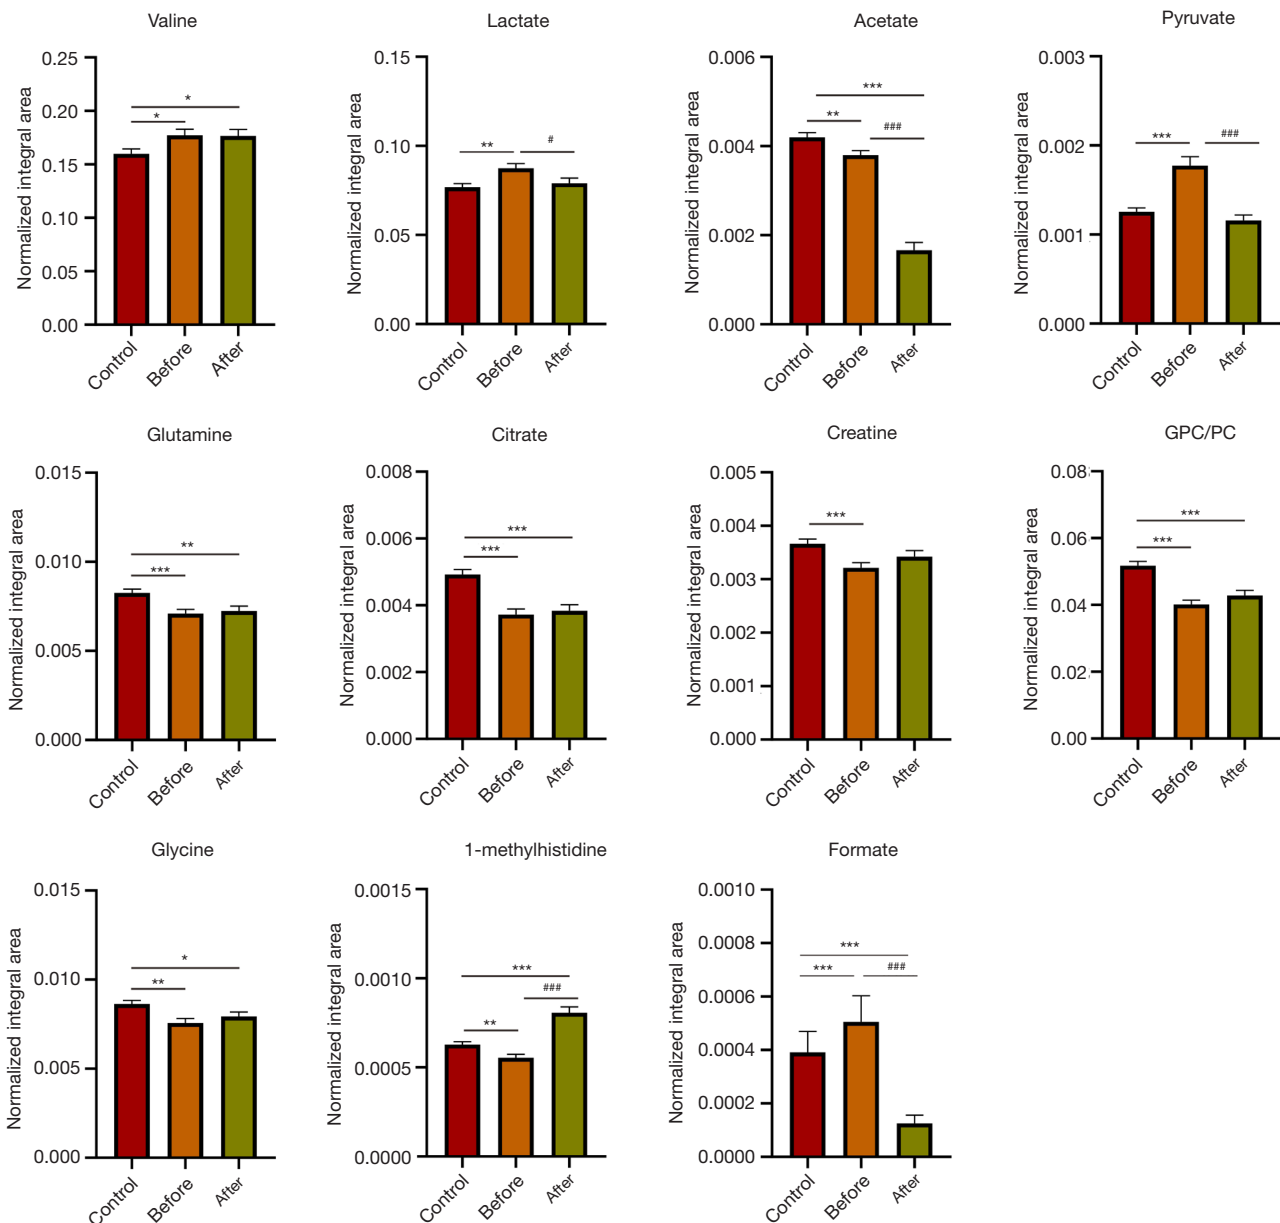 Valine
Normalized integral area
0.25
0.20
0.15
0.10
0.05
0.00
*
*
Control
Before
After
Lactate
Normalized integral area
0.15
0.10
0.05
0.00
**
#
Control
Before
After
Acetate
Normalized integral area
0.006
0.004
0.002
0.000
***
**
###
Control
Before
After
Pyruvate
Normalized integral area
0.003
0.002
0.001
0.000
***
###
Control
Before
After
Glutamine
Normalized integral area
0.015
0.010
0.005
0.000
**
***
Control
Before
After
Citrate
Normalized integral area
0.008
0.006
0.004
0.002
0.000
***
***
Control
Before
After
Creatine
Normalized integral area
0.005
0.004
0.003
0.002
0.001
0.000
***
Control
Before
After
GPC/PC
Normalized integral area
0.08
0.06
0.04
0.02
0.00
***
***
Control
Before
After
Glycine
Normalized integral area
0.015
0.010
0.005
0.000
*
**
Control
Before
After
1-methylhistidine
Normalized integral area
0.0015
0.0010
0.0005
0.0000
***
###
**
Control
Before
After
Formate
Normalized integral area
0.0010
0.0008
0.0006
0.0004
0.0002
0.0000
***
***
###
Control
Before
After